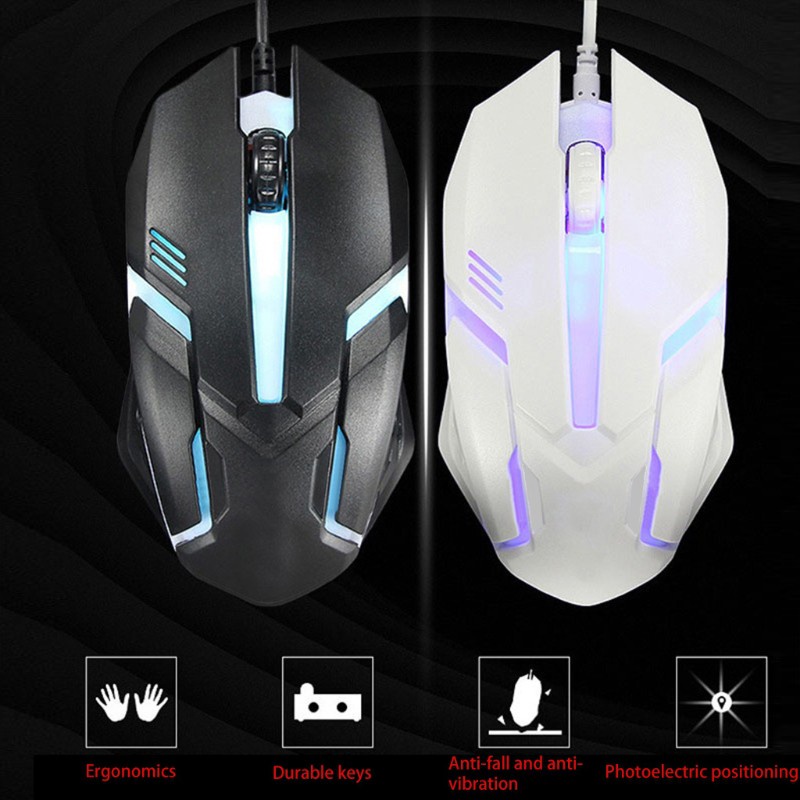 Ergonomics
Durable keys
Anti-fall and anti-
vibration
Photoelectric positioning